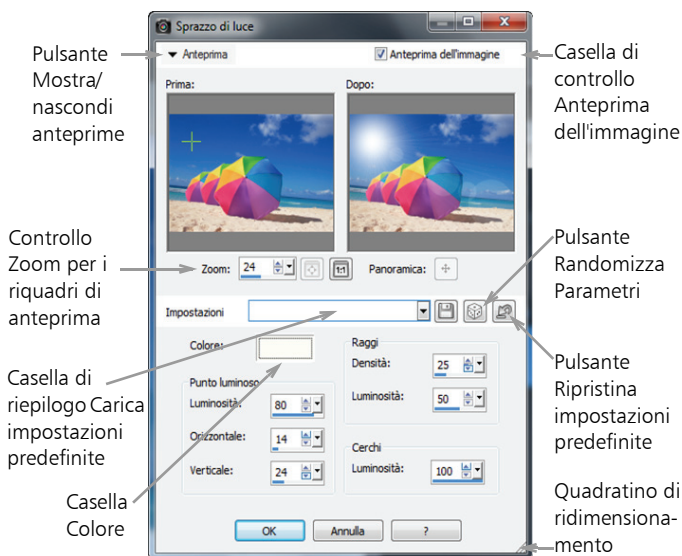 Sprazzo di luce
Anteprima
Anteprima dell'immagine
Prima:
Dopo:
Zoom: 24
1:1
Panoramica:
Impostazioni
Colore:
Punto luminoso
Luminosità: 80
Orizzontale: 14
Verticale: 24
Raggi
Densità: 25
Luminosità: 50
Cerchi
Luminosità: 100
OK
Annulla
?
Pulsante
Mostra/
nascondi
anteprime
Controllo
Zoom per i
riquadri di
anteprima
Casella di
riepilogo Carica
impostazioni
predefinite
Casella
Colore
Casella di
controllo
Anteprima
dell'immagine
Pulsante
Randomizza
Parametri
Pulsante
Ripristina
impostazioni
predefinite
Quadratino di
ridimensiona-
mento